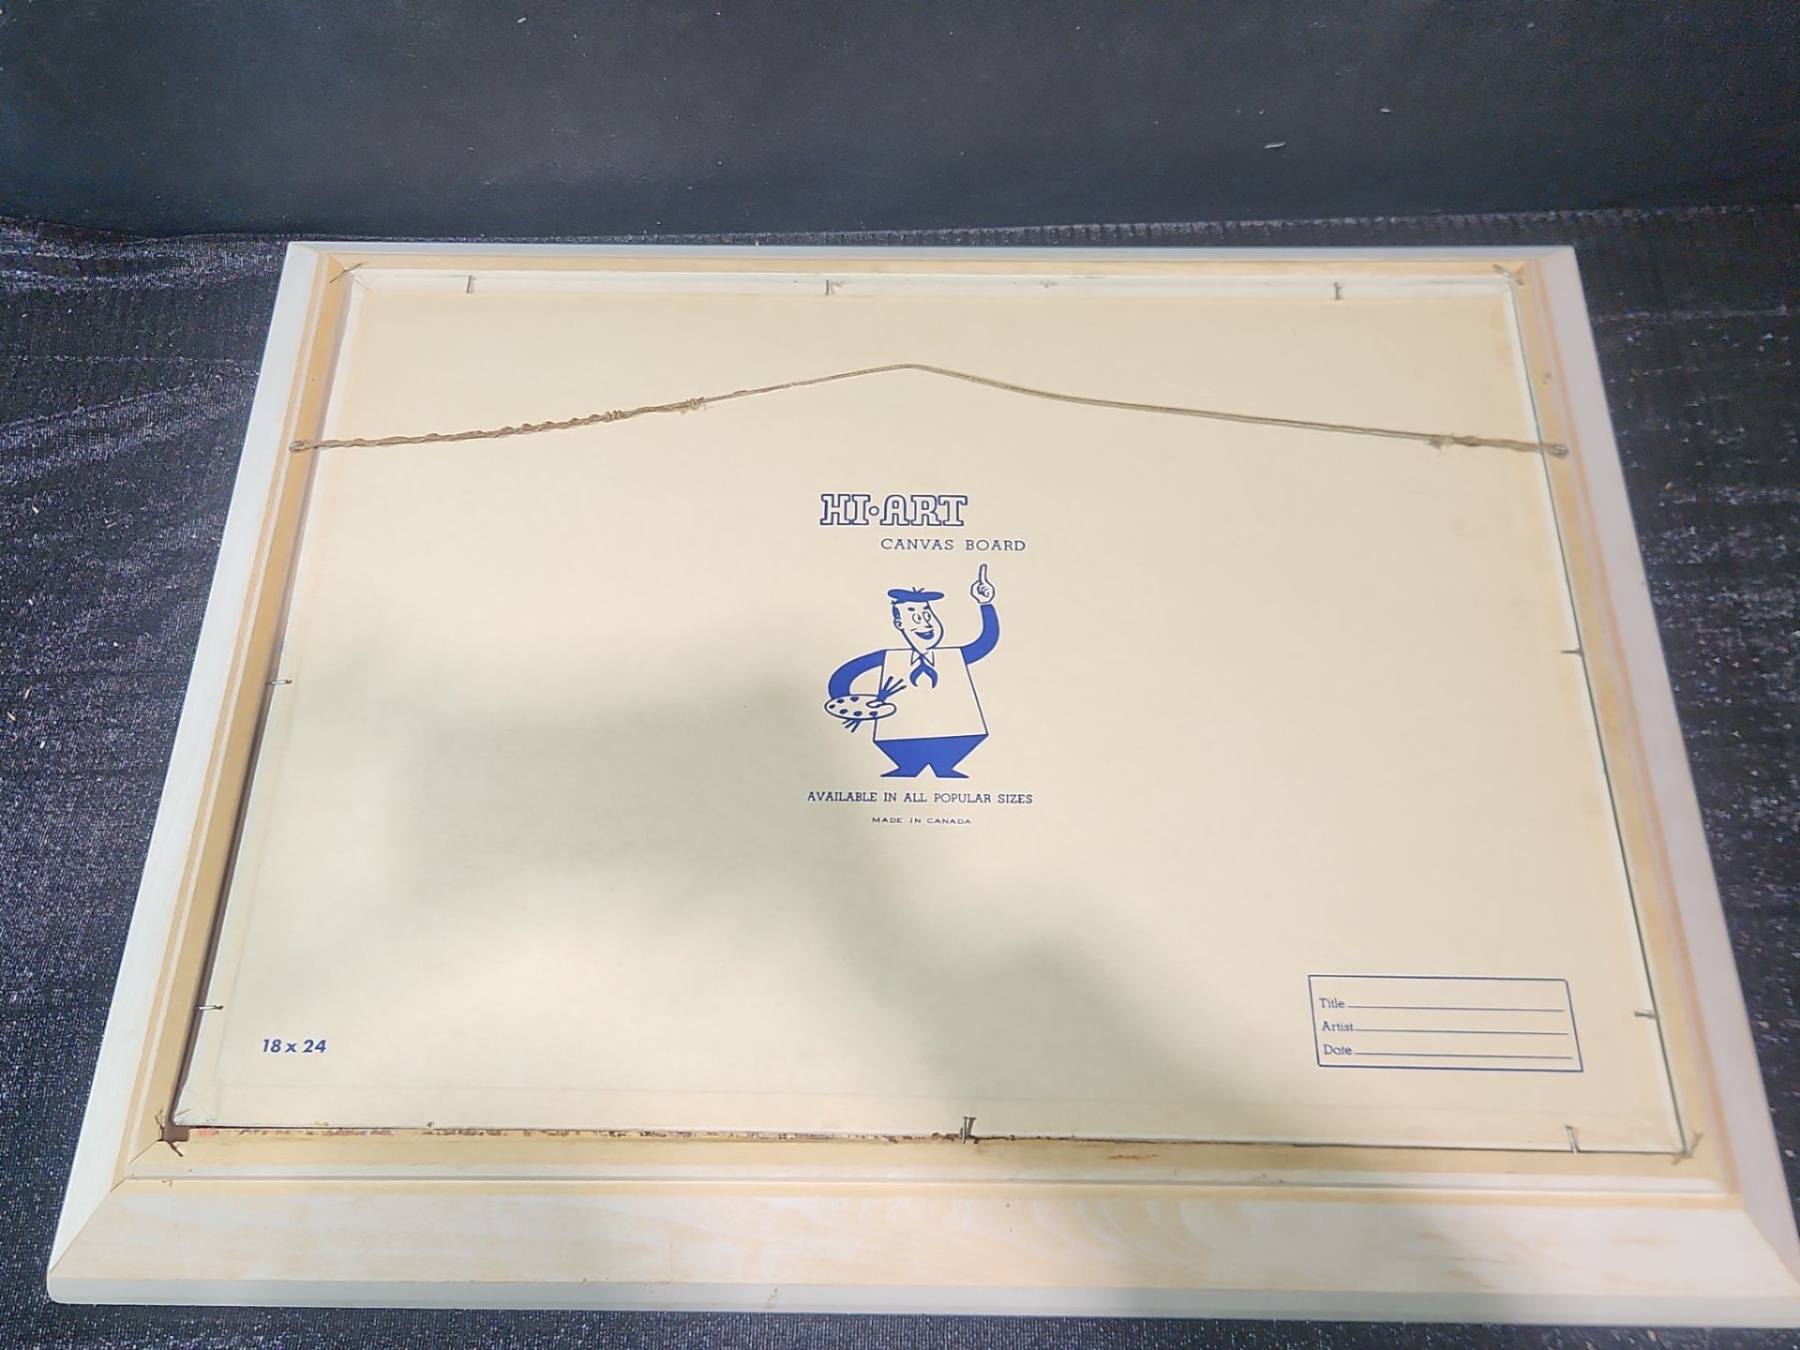 HI·ART
CANVAS BOARD
AVAILABLE IN ALL POPULAR SIZES
MADE IN CANADA
18 x 24
Title
Artist
Date